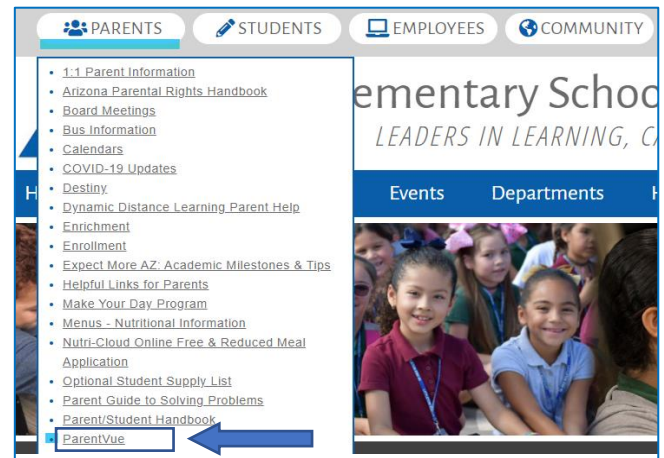 PARENTS STUDENTS EMPLOYEES COMMUNITY
1:1 Parent Information
Arizona Parental Rights Handbook
Board Meetings
Bus Information
Calendars
COVID-19 Updates
Destiny
Dynamic Distance Learning Parent Help
Enrichment
Enrollment
Expect More AZ: Academic Milestones & Tips
Helpful Links for Parents
Make Your Day Program
Menus - Nutritional Information
Nutri-Cloud Online Free & Reduced Meal
Application
Optional Student Supply List
Parent Guide to Solving Problems
Parent/Student Handbook
ParentVue
ementary Schoo
LEADERS IN LEARNING, CA
H Events Departments H